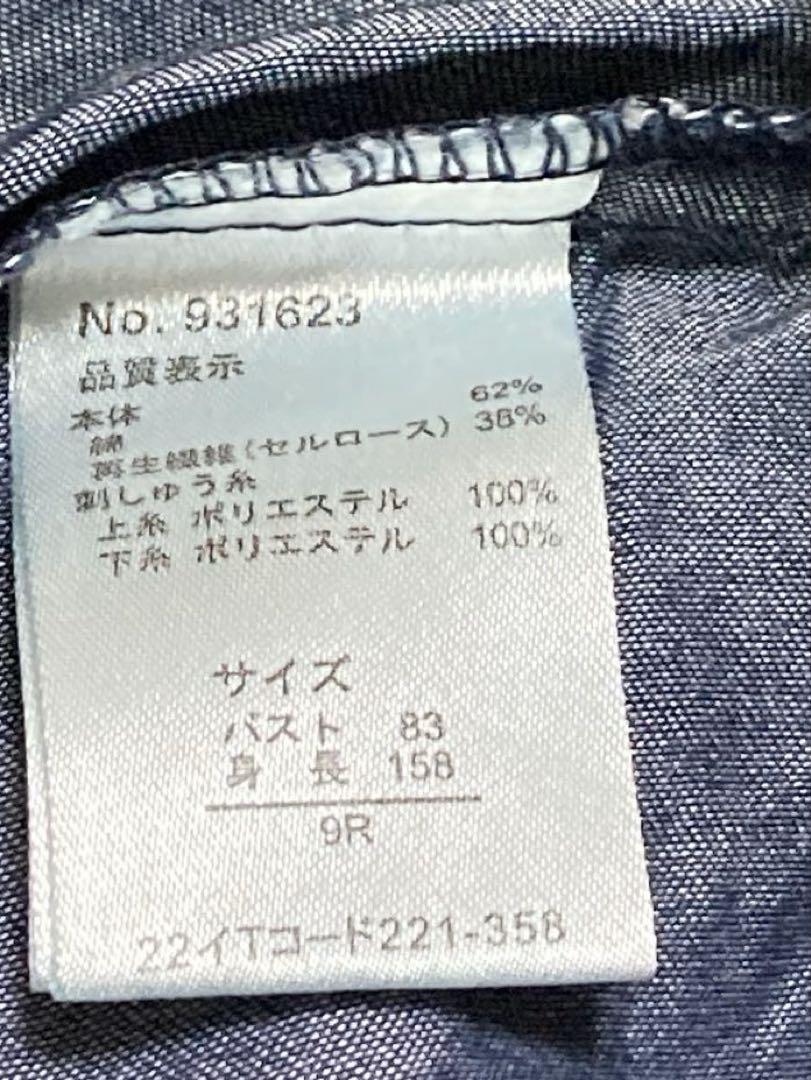 No. 931623
品質表示
本体
綿 62%
再生繊維(セルロース) 38%
刺しゅう糸
上糸 ポリエステル 100%
下糸 ポリエステル 100%
サイズ
バスト 83
身長 158
9R
22イTコード221-358